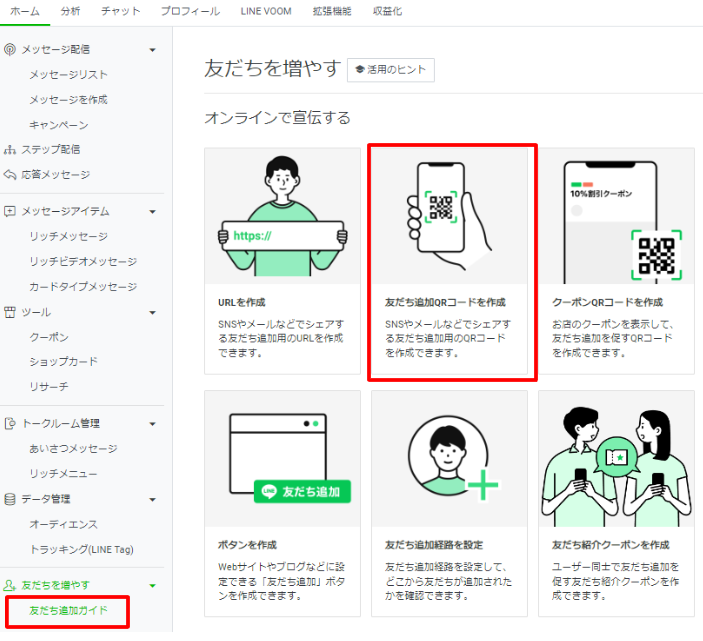 ホーム 分析 チャット プロフィール LINE VOOM 拡張機能 収益化
メッセージ配信
メッセージリスト
メッセージを作成
キャンペーン
ステップ配信
応答メッセージ
メッセージアイテム
リッチメッセージ
リッチビデオメッセージ
カードタイプメッセージ
ツール
クーポン
ショップカード
リサーチ
トークルーム管理
あいさつメッセージ
リッチメニュー
データ管理
オーディエンス
トラッキング(LINE Tag)
友だちを増やす
友だち追加ガイド
友だちを増やす 活用のヒント
オンラインで宣伝する
https://
URLを作成
SNSやメールなどでシェアす
る友だち追加用のURLを作成
できます。
友だち追加QRコードを作成
SNSやメールなどでシェアす
る友だち追加用のQRコード
を作成できます。
10%割引クーポン
クーポンQRコードを作成
お店のクーポンを表示して、
友だち追加を促すQRコード
を作成できます。
LINE 友だち追加
ボタンを作成
Webサイトやブログなどに設
定できる「友だち追加」ボタ
ンを作成できます。
友だち追加経路を設定
友だち追加経路を設定して、
どこから友だちが追加された
かを確認できます。
友だち紹介クーポンを作成
ユーザー同士で友だち追加を
促す友だち紹介クーポンを作
成できます。